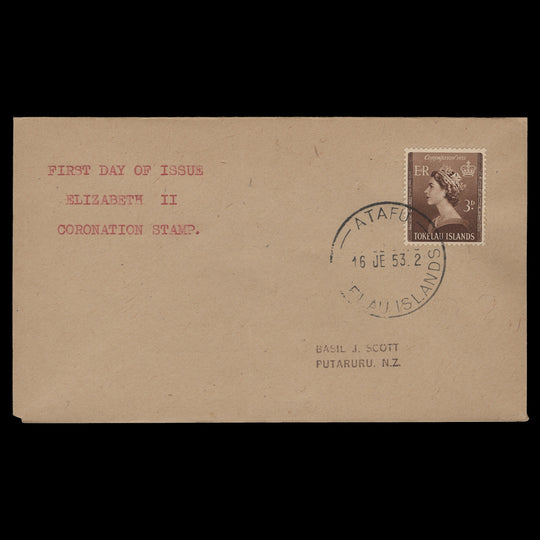 FIRST DAY OF ISSUE
ELIZABETH II
CORONATION STAMP.
Coronation 1953
ER
3D
TOKELAU ISLANDS
ATAFU
16 JE 53.2
ELAU ISLANDS
BASIL J. SCOTT
PUTARURU, N.Z.